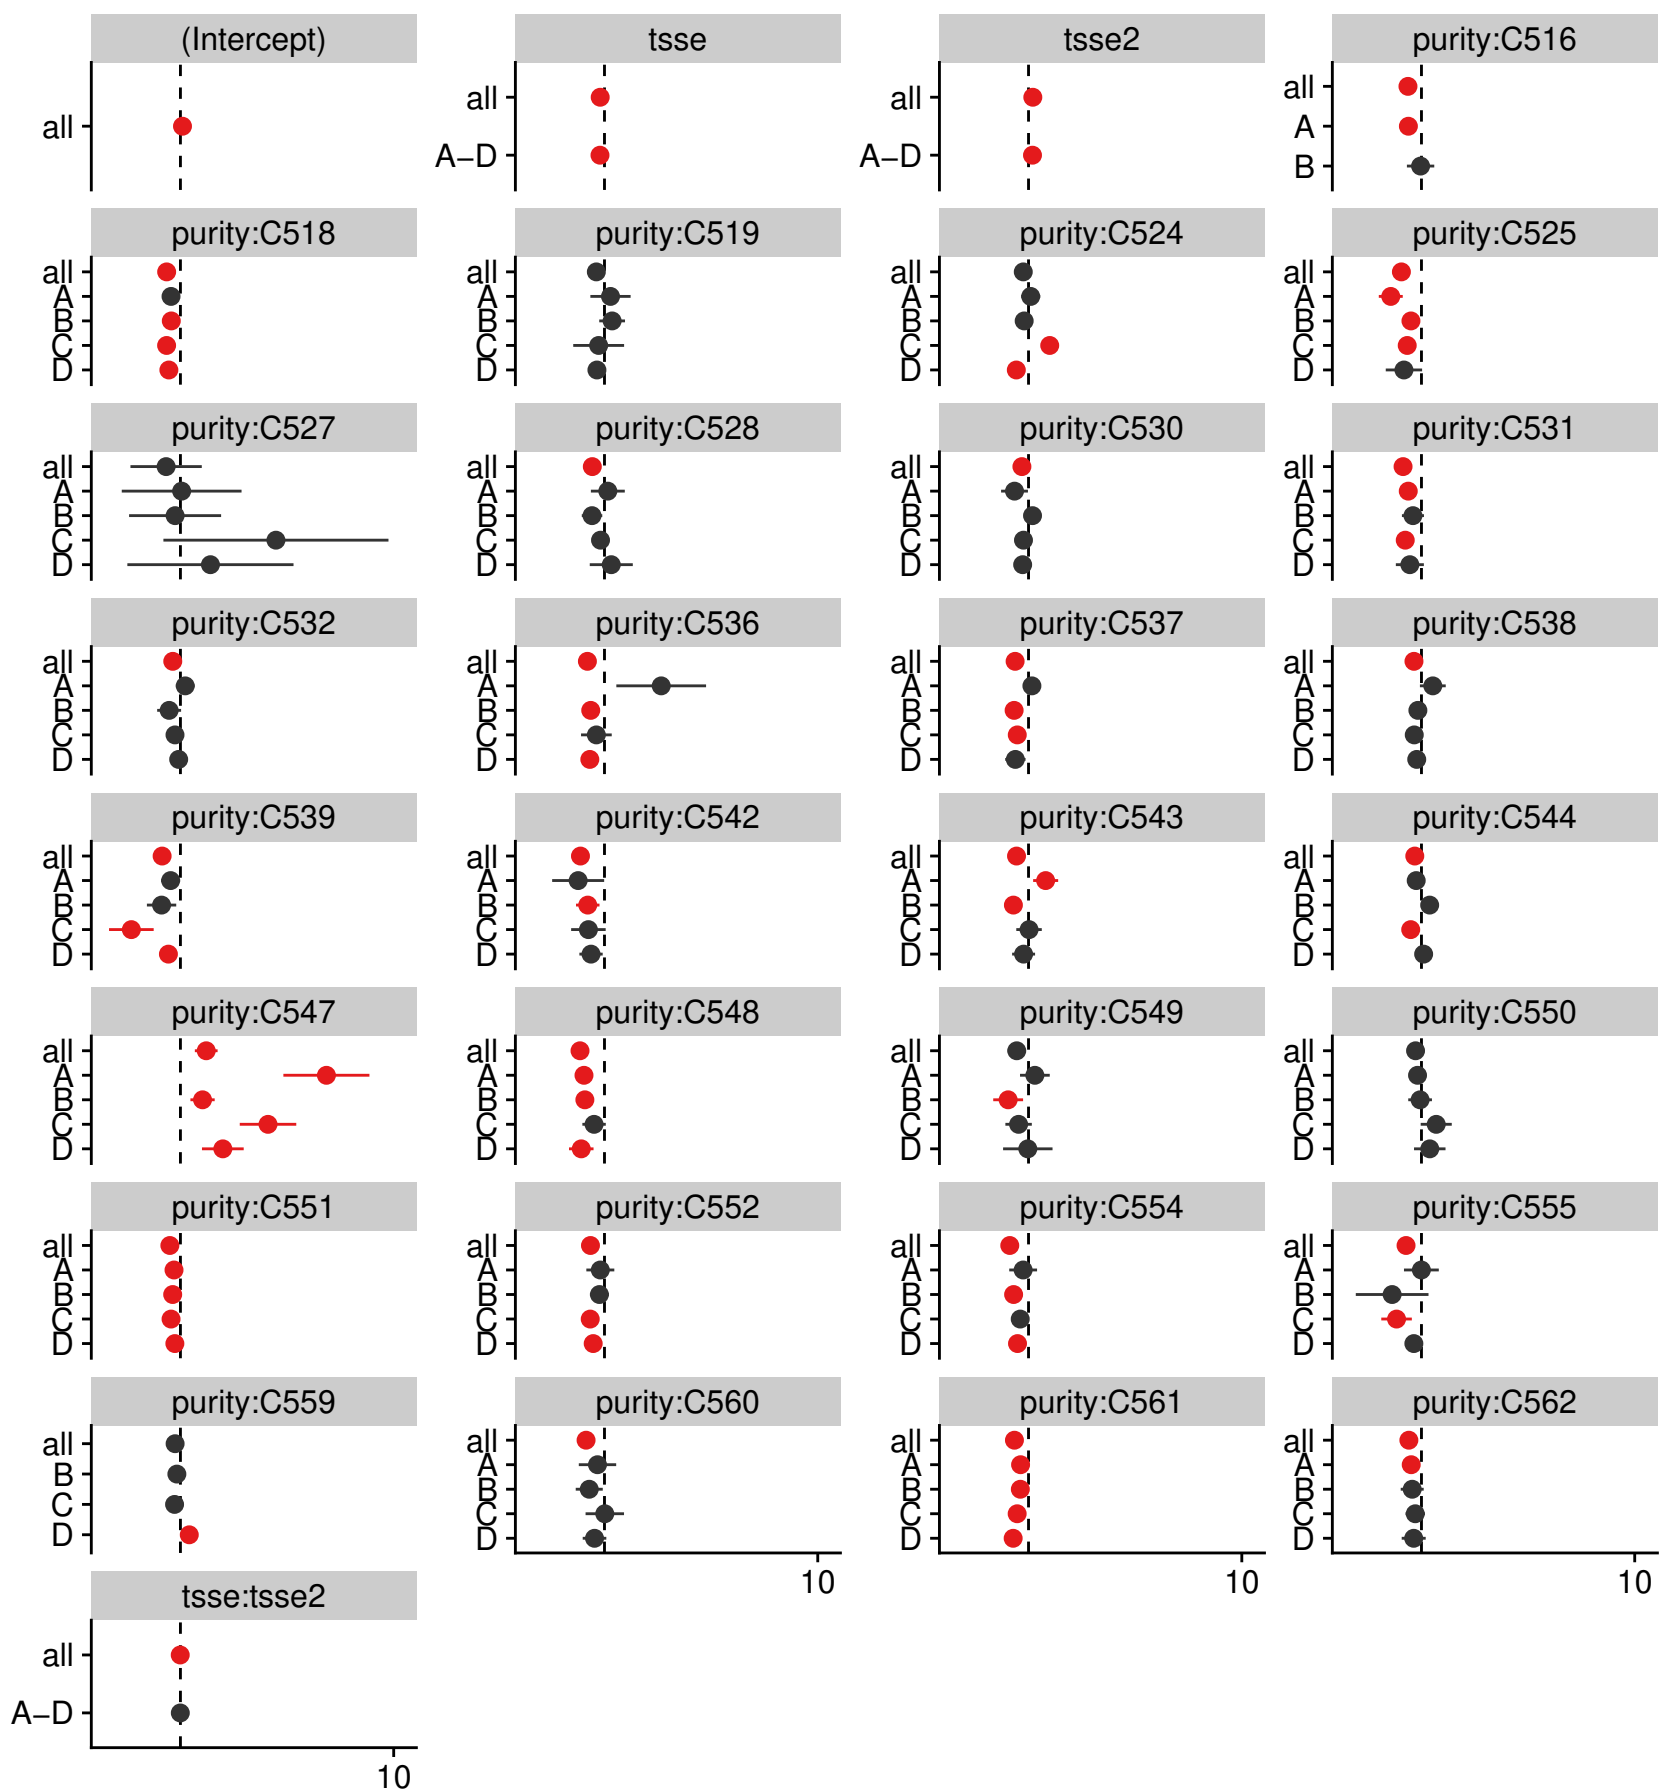 (Intercept)
all
tsse
all
A−D
tsse2
all
A−D
purity:C516
all
A
B
purity:C518
all
A
B
C
D
purity:C519
all
A
B
C
D
purity:C524
all
A
B
C
D
purity:C525
all
A
B
C
D
purity:C527
all
A
B
C
D
purity:C528
all
A
B
C
D
purity:C530
all
A
B
C
D
purity:C531
all
A
B
C
D
purity:C532
all
A
B
C
D
purity:C536
all
A
B
C
D
purity:C537
all
A
B
C
D
purity:C538
all
A
B
C
D
purity:C539
all
A
B
C
D
purity:C542
all
A
B
C
D
purity:C543
all
A
B
C
D
purity:C544
all
A
B
C
D
purity:C547
all
A
B
C
D
purity:C548
all
A
B
C
D
purity:C549
all
A
B
C
D
purity:C550
all
A
B
C
D
purity:C551
all
A
B
C
D
purity:C552
all
A
B
C
D
purity:C554
all
A
B
C
D
purity:C555
all
A
B
C
D
purity:C559
all
B
C
D
purity:C560
all
A
B
C
D
10
purity:C561
all
A
B
C
D
10
purity:C562
all
A
B
C
D
10
tsse:tsse2
all
A−D
10